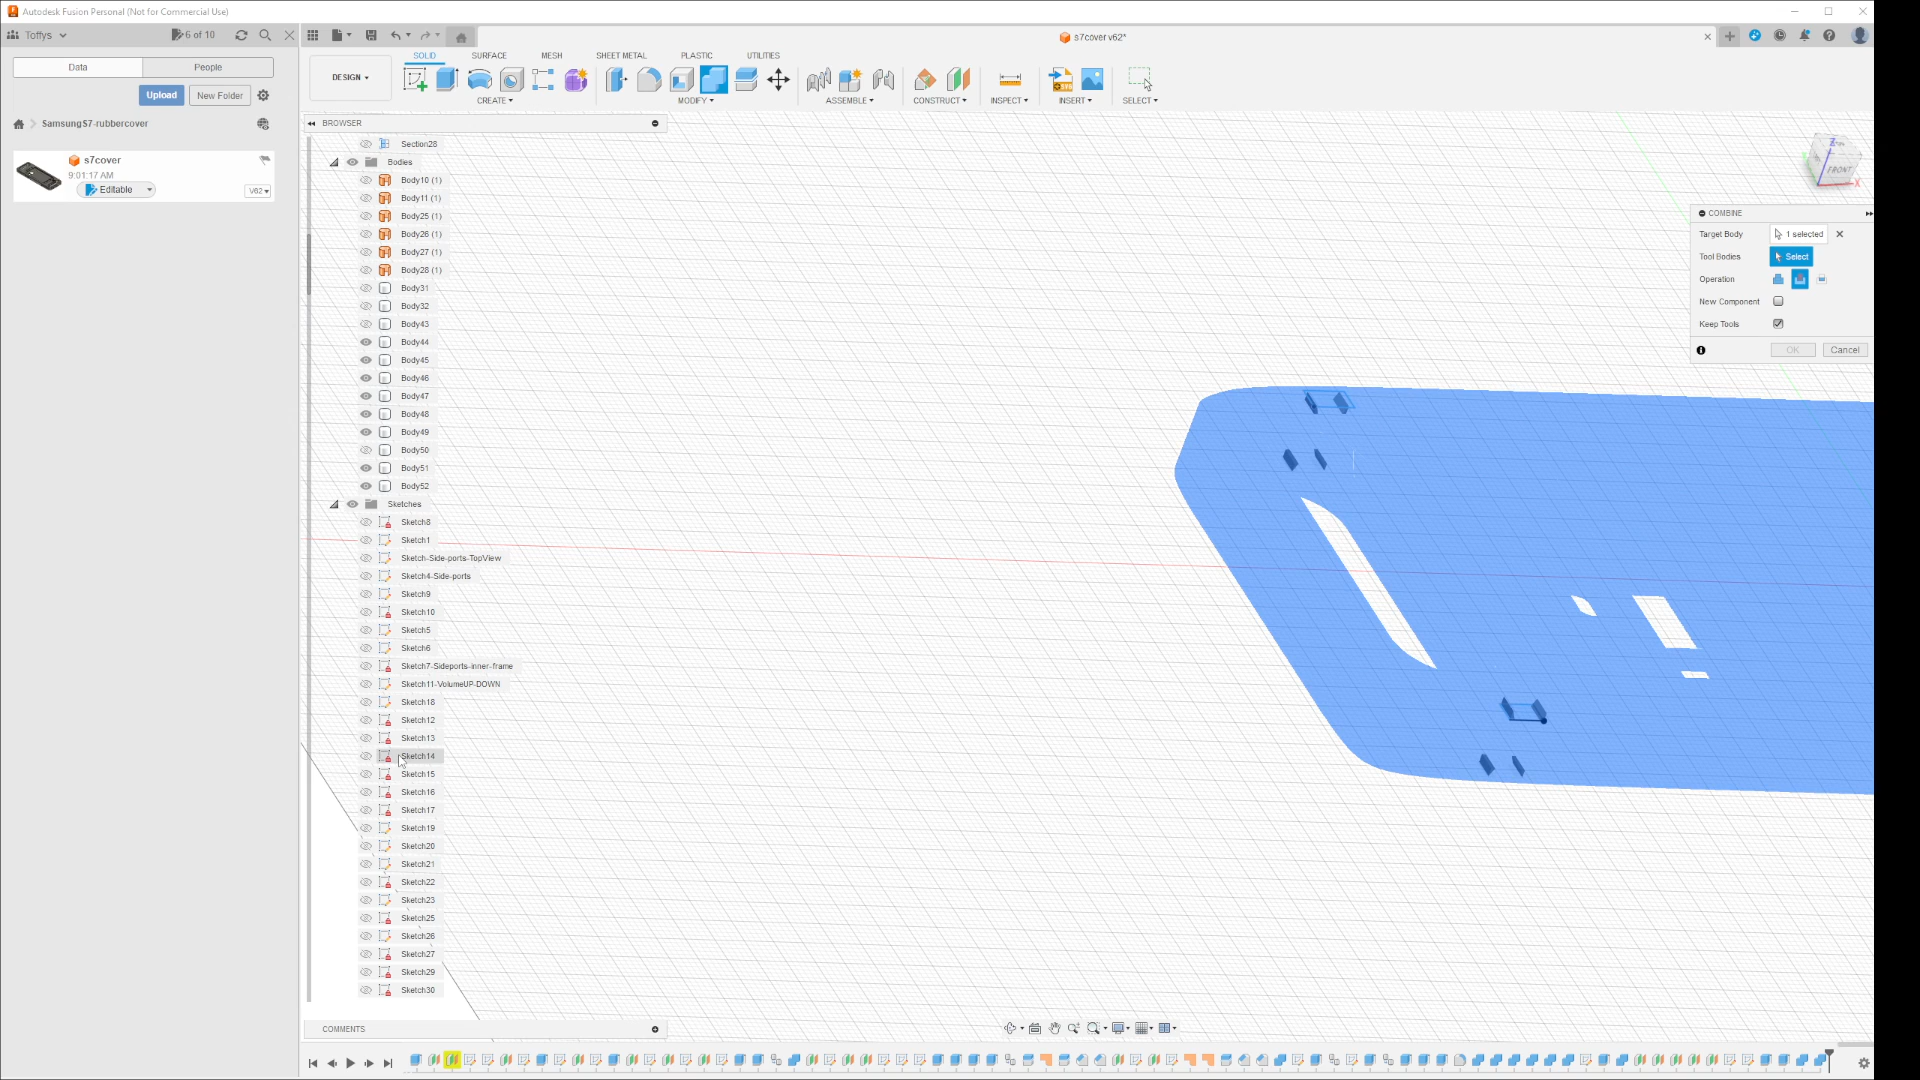 Autodesk Fusion Personal (Not for Commercial Use)
Toffys
6 of 10
s7cover v62*
Data
People
Upload
New Folder
SamsungS7-rubbercover
s7cover
9:01:17 AM
Editable
V62
DESIGN
SOLID
SURFACE
MESH
SHEET METAL
PLASTIC
UTILITIES
CREATE
MODIFY
ASSEMBLE
CONSTRUCT
INSPECT
INSERT
SELECT
BROWSER
Section28
Bodies
Body10 (1)
Body11 (1)
Body25 (1)
Body26 (1)
Body27 (1)
Body28 (1)
Body31
Body32
Body43
Body44
Body45
Body46
Body47
Body48
Body49
Body50
Body51
Body52
Sketches
Sketch8
Sketch1
Sketch-Side-ports-TopView
Sketch4-Side-ports
Sketch9
Sketch10
Sketch5
Sketch6
Sketch7-Sideports-inner-frame
Sketch11-VolumeUP-DOWN
Sketch18
Sketch12
Sketch13
Sketch14
Sketch15
Sketch16
Sketch17
Sketch19
Sketch20
Sketch21
Sketch22
Sketch23
Sketch25
Sketch26
Sketch27
Sketch29
Sketch30
COMMENTS
Z
FRONT
X
COMBINE
Target Body
1 selected
Tool Bodies
Select
Operation
New Component
Keep Tools
OK
Cancel